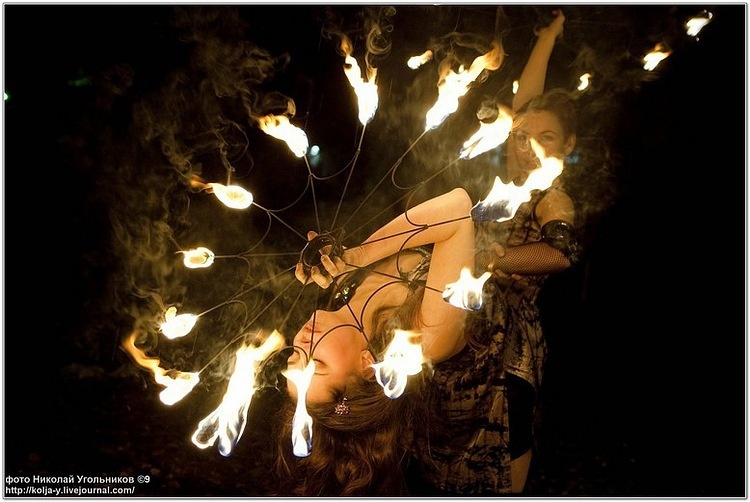 фото Николай Угольников ©9
http://kolja-y.livejournal.com/